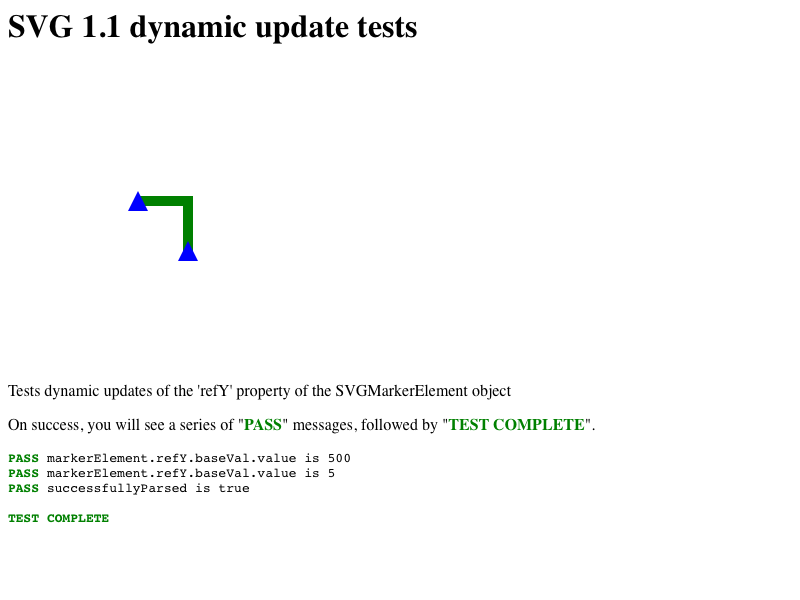 SVG 1.1 dynamic update tests
Tests dynamic updates of the 'refY' property of the SVGMarkerElement object
On success, you will see a series of "PASS" messages, followed by "TEST COMPLETE".
PASS markerElement.refY.baseVal.value is 500
PASS markerElement.refY.baseVal.value is 5
PASS successfullyParsed is true
TEST COMPLETE